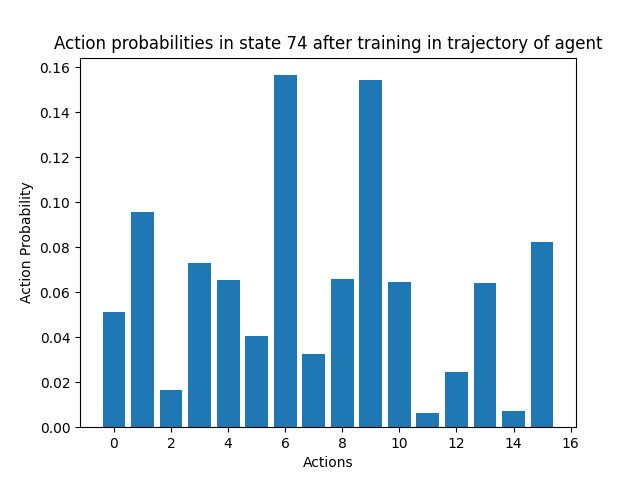 Action probabilities in state 74 after training in trajectory of agent
0.16
0.14
0.12
0.10
0.08
0.06
0.04
0.02
0.00
Action Probability
0 2 4 6 8 10 12 14 16
Actions